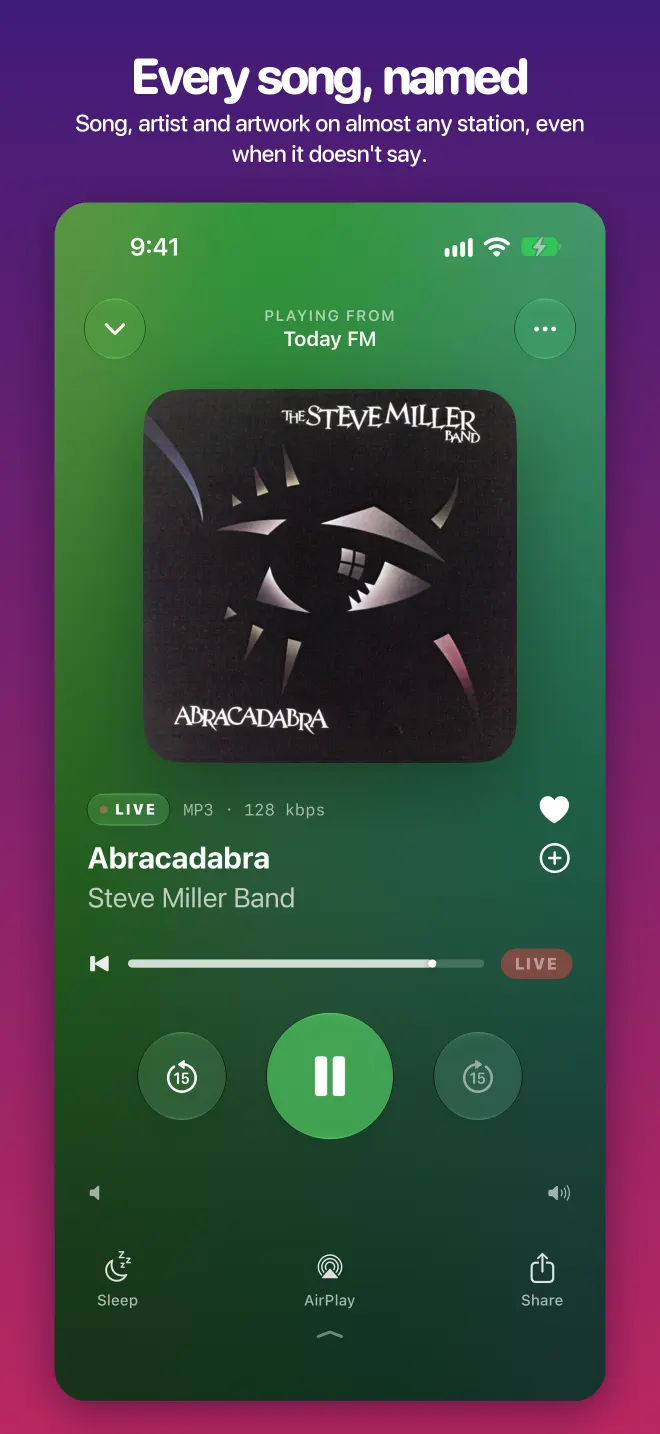 Every song, named
Song, artist and artwork on almost any station, even
when it doesn't say.
9:41
PLAYING FROM
Today FM
THE STEVE MILLER
BAND
ABRACADABRA
LIVE MP3 · 128 kbps
Abracadabra
Steve Miller Band
LIVE
15 15
Sleep AirPlay Share